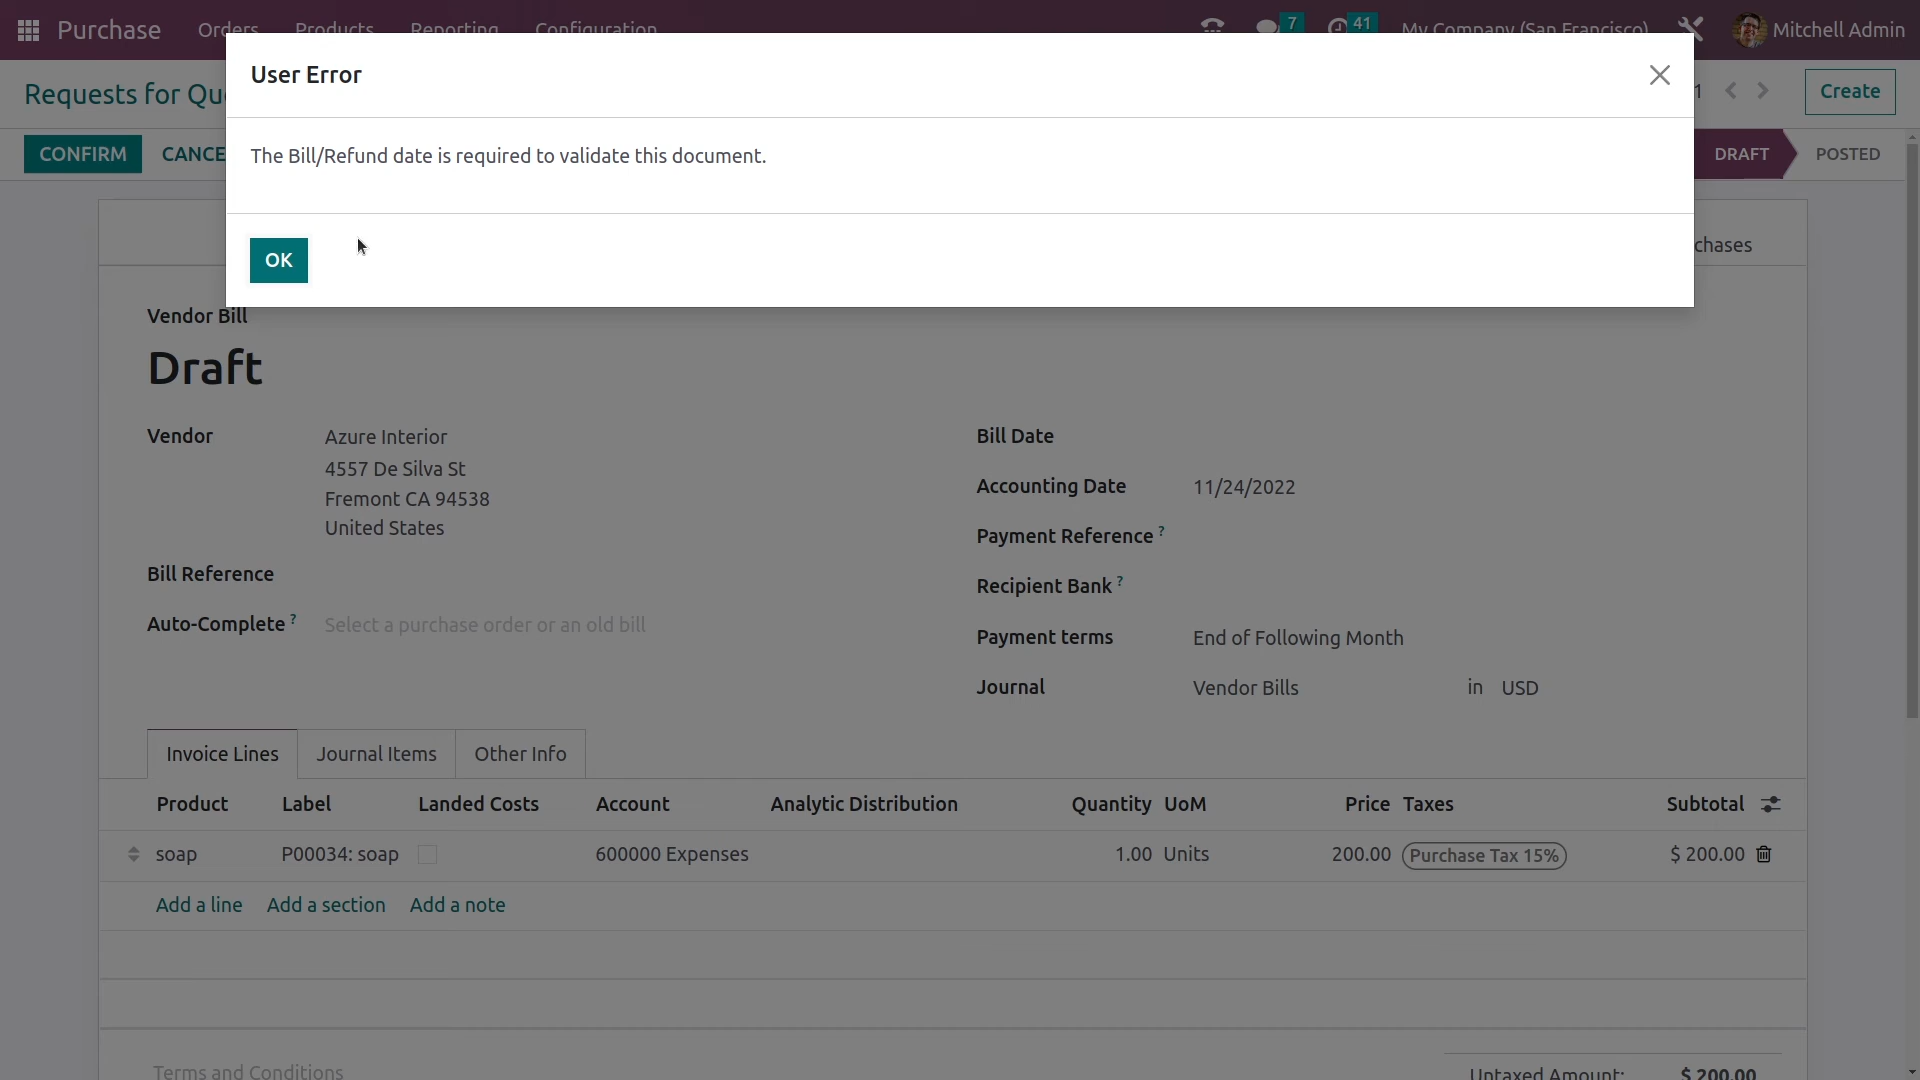 Purchase Orders Products Reporting Configuration 7 41 My Company (San Francisco) Mitchell Admin
User Error
Requests for Qu
1
Create
The Bill/Refund date is required to validate this document.
CONFIRM CANCE
DRAFT POSTED
OK
chases
Vendor Bill
Draft
Vendor Azure Interior
4557 De Silva St
Fremont CA 94538
United States
Bill Reference
Auto-Complete ? Select a purchase order or an old bill
Bill Date
Accounting Date 11/24/2022
Payment Reference ?
Recipient Bank ?
Payment terms End of Following Month
Journal Vendor Bills in USD
Invoice Lines Journal Items Other Info
Product Label Landed Costs Account Analytic Distribution Quantity UoM Price Taxes Subtotal
soap P00034: soap 600000 Expenses 1.00 Units 200.00 Purchase Tax 15% $ 200.00
Add a line Add a section Add a note
Terms and Conditions
Untaxed Amount: $ 200.00